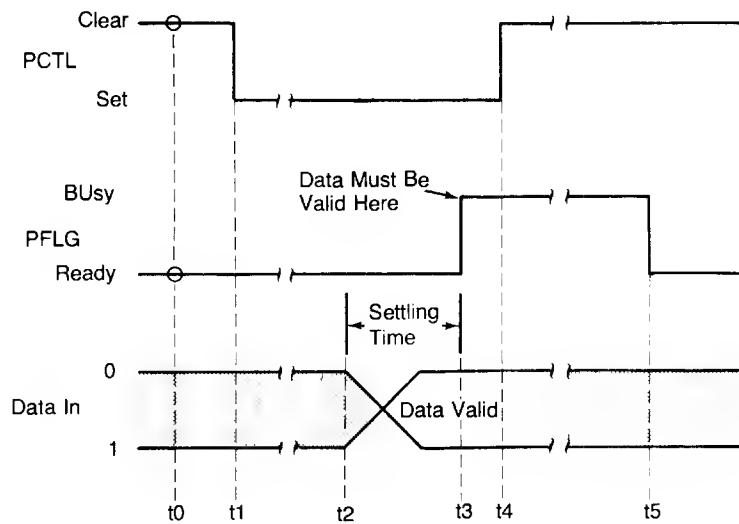 Clear
PCTL
Set
Data Must Be
Valid Here
BUsy
PFLG
Ready
Settling
Time
0
Data In
Data Valid
1
t0 t1 t2 t3 t4 t5